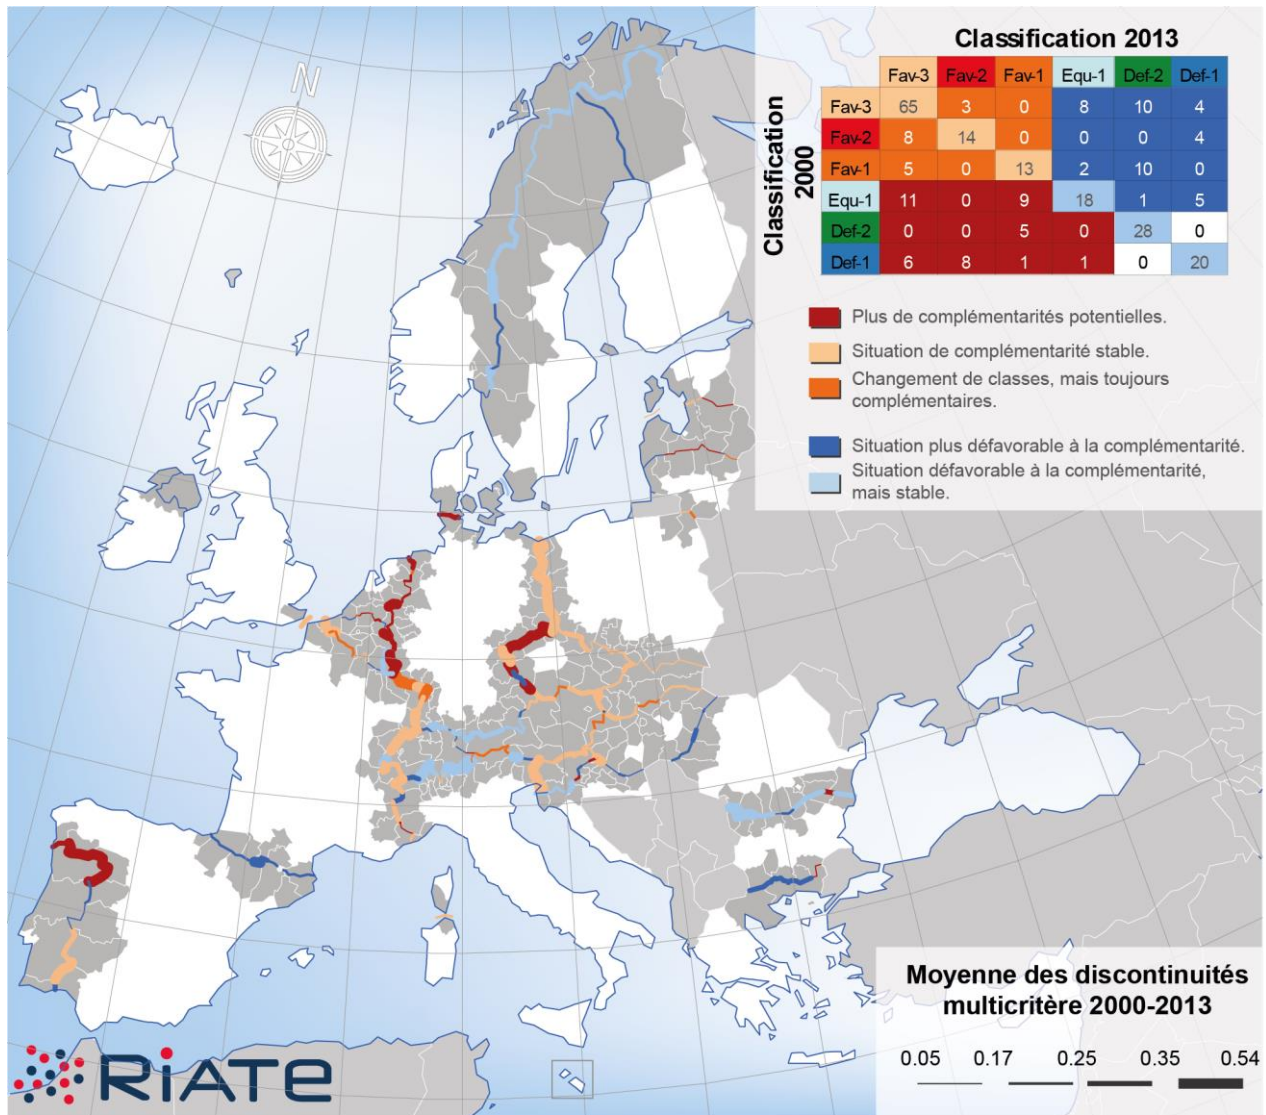 N
Classification 2013
Classification
2000
Fav-3 Fav-2 Fav-1 Equ-1 Def-2 Def-1
Fav-3 65 3 0 8 10 4
Fav-2 8 14 0 0 0 4
Fav-1 5 0 13 2 10 0
Equ-1 11 0 9 18 1 5
Def-2 0 0 5 0 28 0
Def-1 6 8 1 1 0 20
Plus de complémentarités potentielles.
Situation de complémentarité stable.
Changement de classes, mais toujours
complémentaires.
Situation plus défavorable à la complémentarité.
Situation défavorable à la complémentarité,
mais stable.
Moyenne des discontinuités
multicritère 2000-2013
0.05 0.17 0.25 0.35 0.54
RiATe